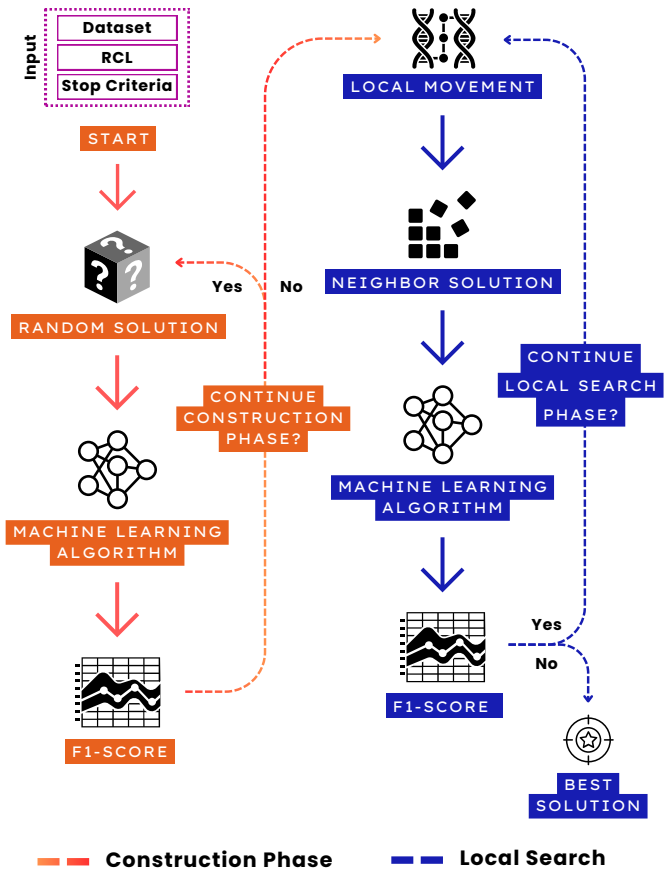 Input
Dataset
RCL
Stop Criteria
START
? ? ?
RANDOM SOLUTION
MACHINE LEARNING
ALGORITHM
F1-SCORE
Yes
No
CONTINUE
CONSTRUCTION
PHASE?
LOCAL MOVEMENT
NEIGHBOR SOLUTION
MACHINE LEARNING
ALGORITHM
F1-SCORE
CONTINUE
LOCAL SEARCH
PHASE?
Yes
No
BEST
SOLUTION
Construction Phase
Local Search